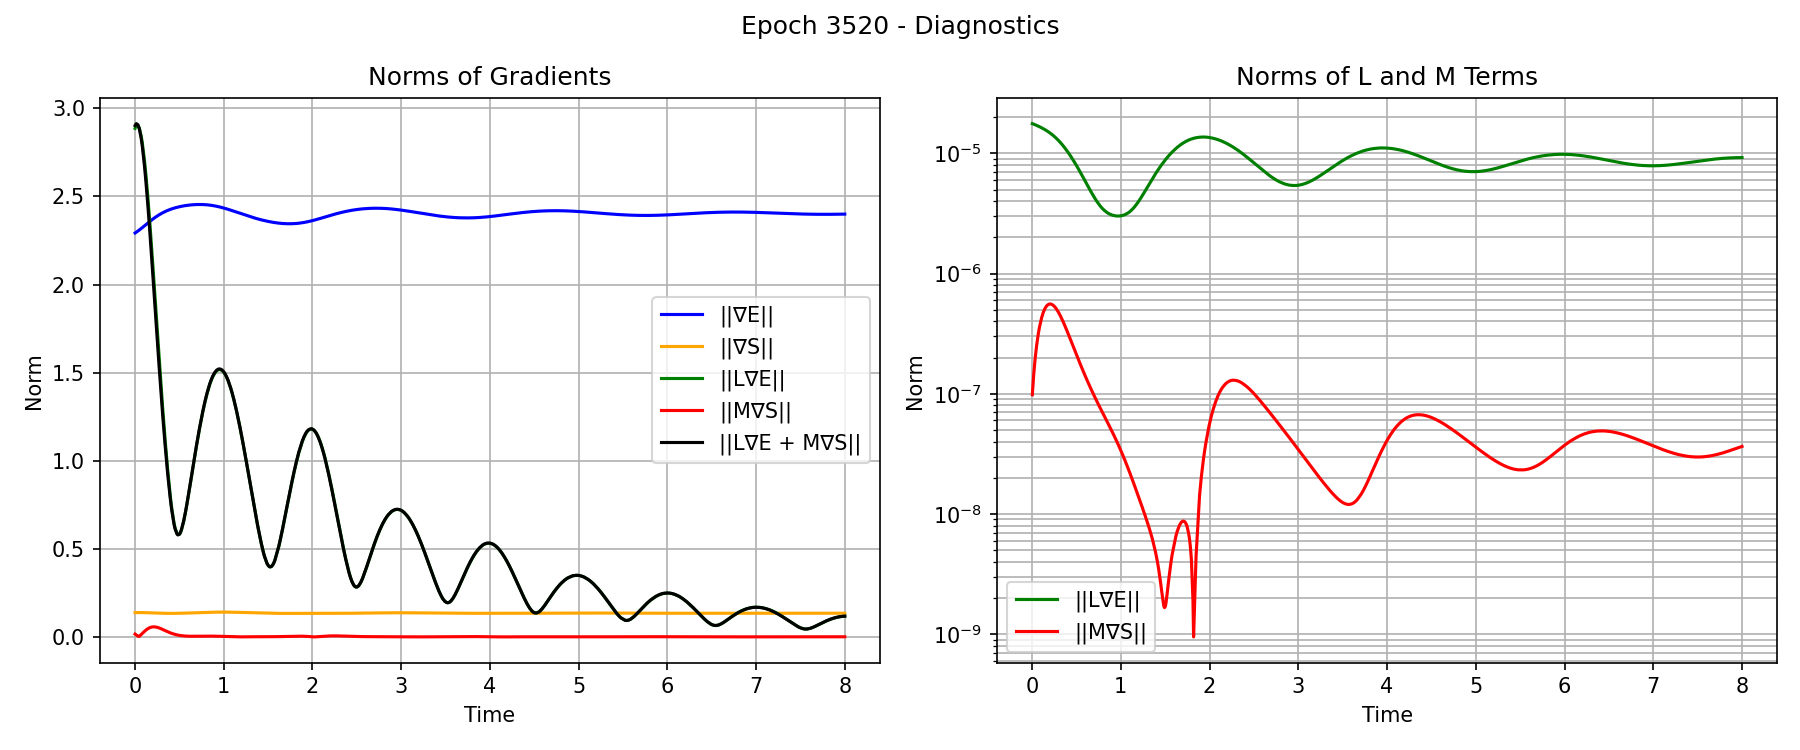 Epoch 3520 - Diagnostics
Norms of Gradients
Norm
3.0
2.5
2.0
1.5
1.0
0.5
0.0
||∇E||
||∇S||
||L∇E||
||M∇S||
||L∇E + M∇S||
0 1 2 3 4 5 6 7 8
Time
Norms of L and M Terms
Norm
10⁻⁵
10⁻⁶
10⁻⁷
10⁻⁸
10⁻⁹
||L∇E||
||M∇S||
0 1 2 3 4 5 6 7 8
Time